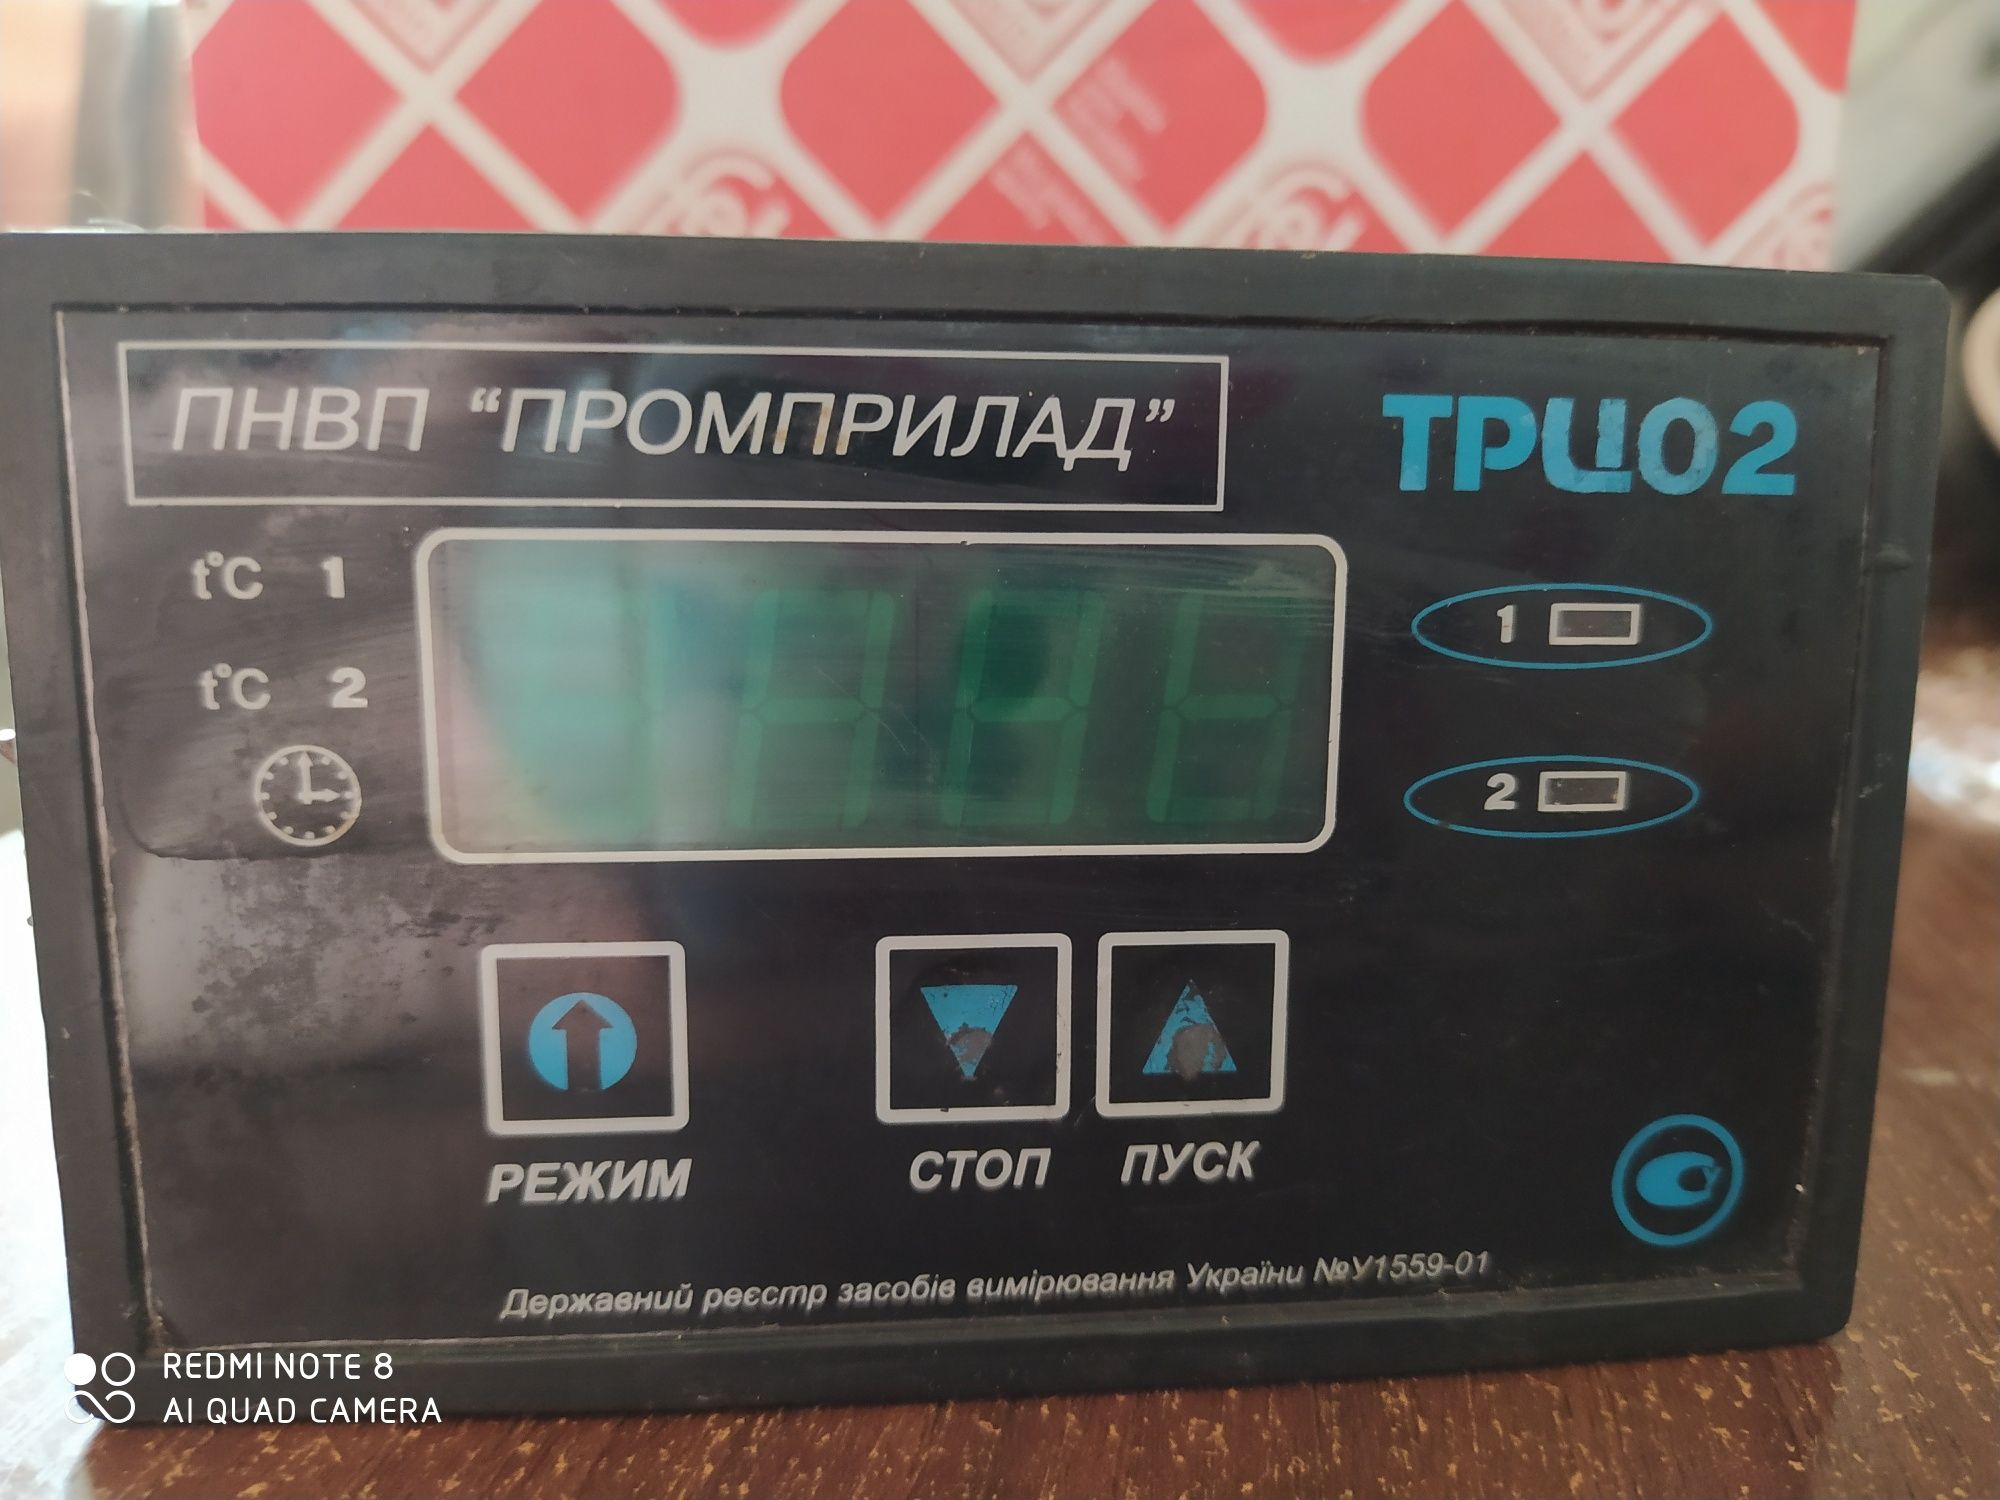 ПНВП "ПРОМПРИЛАД"
ТРЦ02
t°C 1
t°C 2
1
2
РЕЖИМ
СТОП
ПУСК
Державний реєстр засобів вимірювання України №У1559-01
REDMI NOTE 8
AI QUAD CAMERA